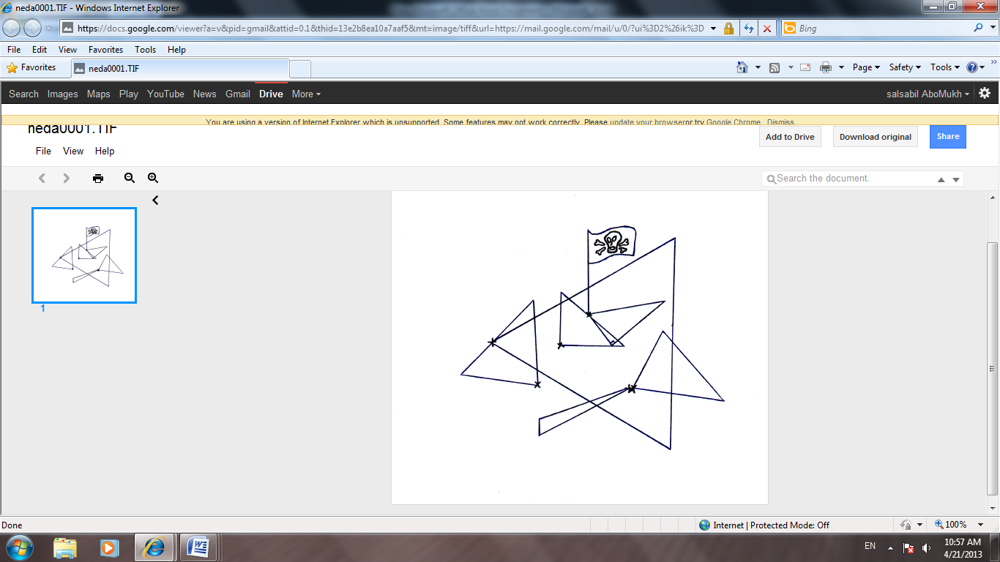 neda0001.TIF - Windows Internet Explorer
https://docs.google.com/viewer?a=v&pid=gmail&attid=0.1&thid=13e2b8ea10a7aaf5&mt=image/tiff&url=https://mail.google.com/mail/u/0/?ui%3D2%26ik%3D
Bing
File Edit View Favorites Tools Help
Favorites neda0001.TIF Page Safety Tools
Search Images Maps Play YouTube News Gmail Drive More salsabil AboMukh
You are using a version of Internet Explorer which is unsupported. Some features may not work correctly. Please update your browseror try Google Chrome. Dismiss
neda0001.TIF
Add to Drive Download original Share
File View Help
Search the document.
1
Done Internet | Protected Mode: Off 100%
EN 10:57 AM
4/21/2013